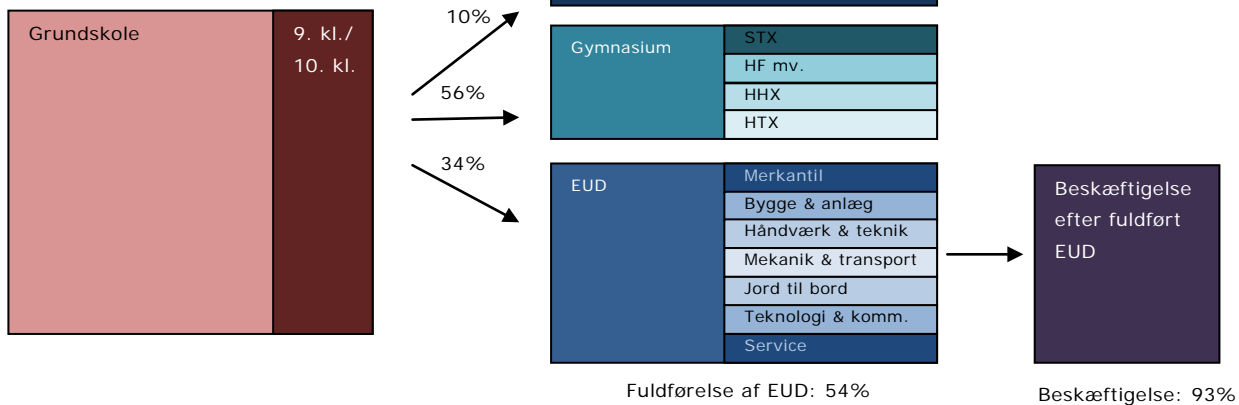 Grundskole
9. kl./
10. kl.
10%
56%
34%
Gymnasium
STX
HF mv.
HHX
HTX
EUD
Merkantil
Bygge & anlæg
Håndværk & teknik
Mekanik & transport
Jord til bord
Teknologi & komm.
Service
Beskæftigelse
efter fuldført
EUD
Fuldførelse af EUD: 54%
Beskæftigelse: 93%